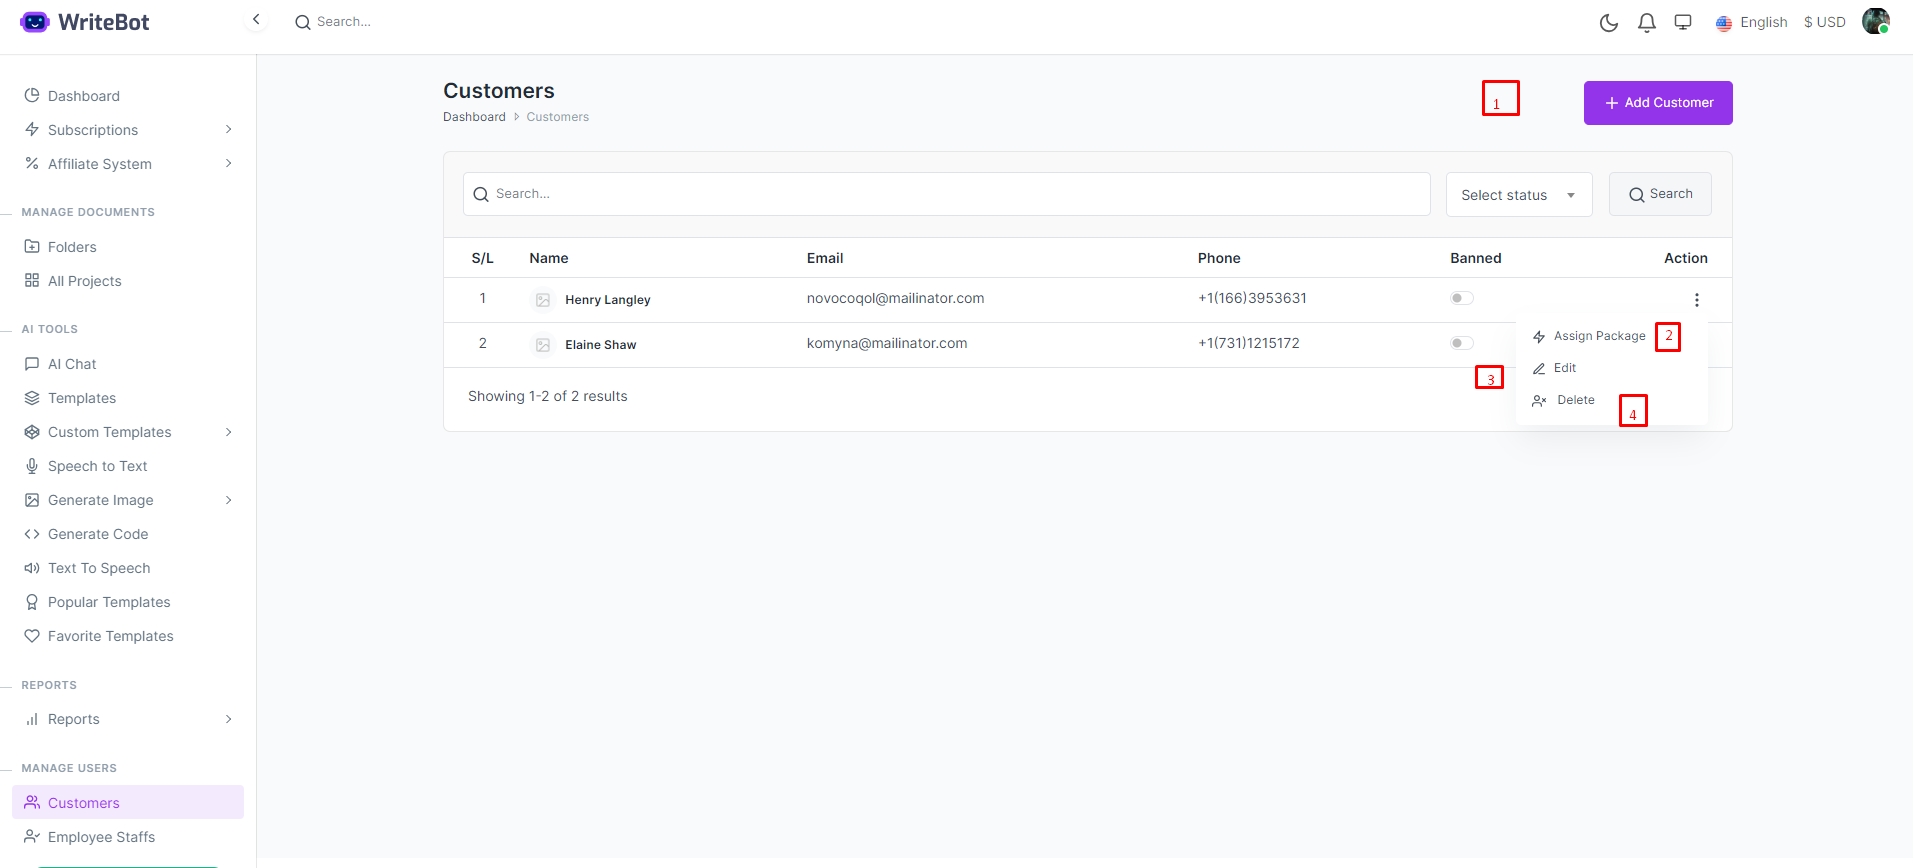 WriteBot
Search...
English
$ USD
Dashboard
Subscriptions
Affiliate System
MANAGE DOCUMENTS
Folders
All Projects
AI TOOLS
AI Chat
Templates
Custom Templates
Speech to Text
Generate Image
Generate Code
Text To Speech
Popular Templates
Favorite Templates
REPORTS
Reports
MANAGE USERS
Customers
Employee Staffs
Customers
Dashboard Customers
1
Add Customer
Search...
Select status
Search
S/L Name Email Phone Banned Action
1 Henry Langley novocoqol@mailinator.com +1(166)3953631
2 Elaine Shaw komyna@mailinator.com +1(731)1215172
Showing 1-2 of 2 results
Assign Package 2
3 Edit
Delete 4